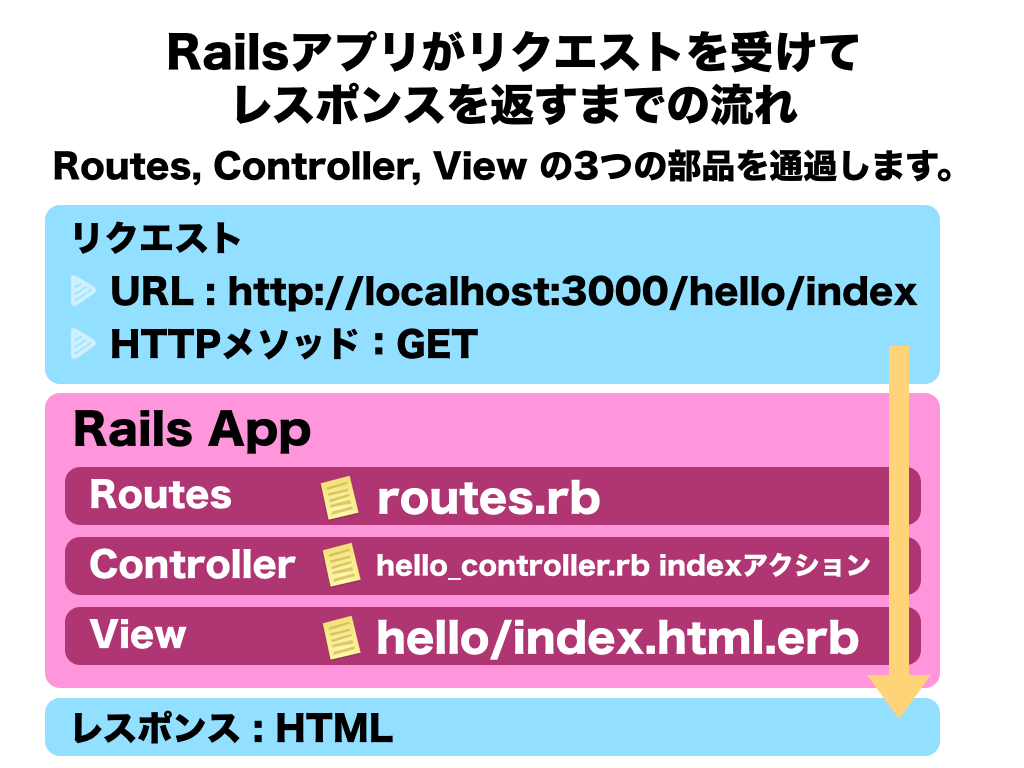 Railsアプリがリクエストを受けて
レスポンスを返すまでの流れ
Routes, Controller, View の3つの部品を通過します。
リクエスト
URL : http://localhost:3000/hello/index
HTTPメソッド：GET
Rails App
Routes routes.rb
Controller hello_controller.rb indexアクション
View hello/index.html.erb
レスポンス : HTML